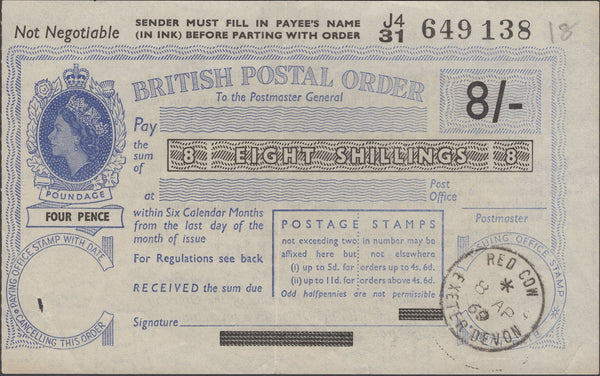 Not Negotiable
SENDER MUST FILL IN PAYEE'S NAME
(IN INK) BEFORE PARTING WITH ORDER
J4
31
649138
18
BRITISH POSTAL ORDER
To the Postmaster General
8/-
Pay
the
sum
of
8 EIGHT SHILLINGS 8
at
Post
Office
POUNDAGE
FOUR PENCE
within Six Calendar Months
from the last day of the
month of issue
For Regulations see back
RECEIVED the sum due
Signature
POSTAGE STAMPS
not exceeding two in number may be
affixed here but not elsewhere
(i) up to 5d. for orders up to 4s. 6d.
(ii) up to 11d. for orders above 4s. 6d.
Odd halfpennies are not permissible
Postmaster
PAYING OFFICE STAMP WITH DATE
CANCELLING THIS ORDER
ISSUING OFFICE STAMP
RED COW
8 AP
69
EXETER DEVON